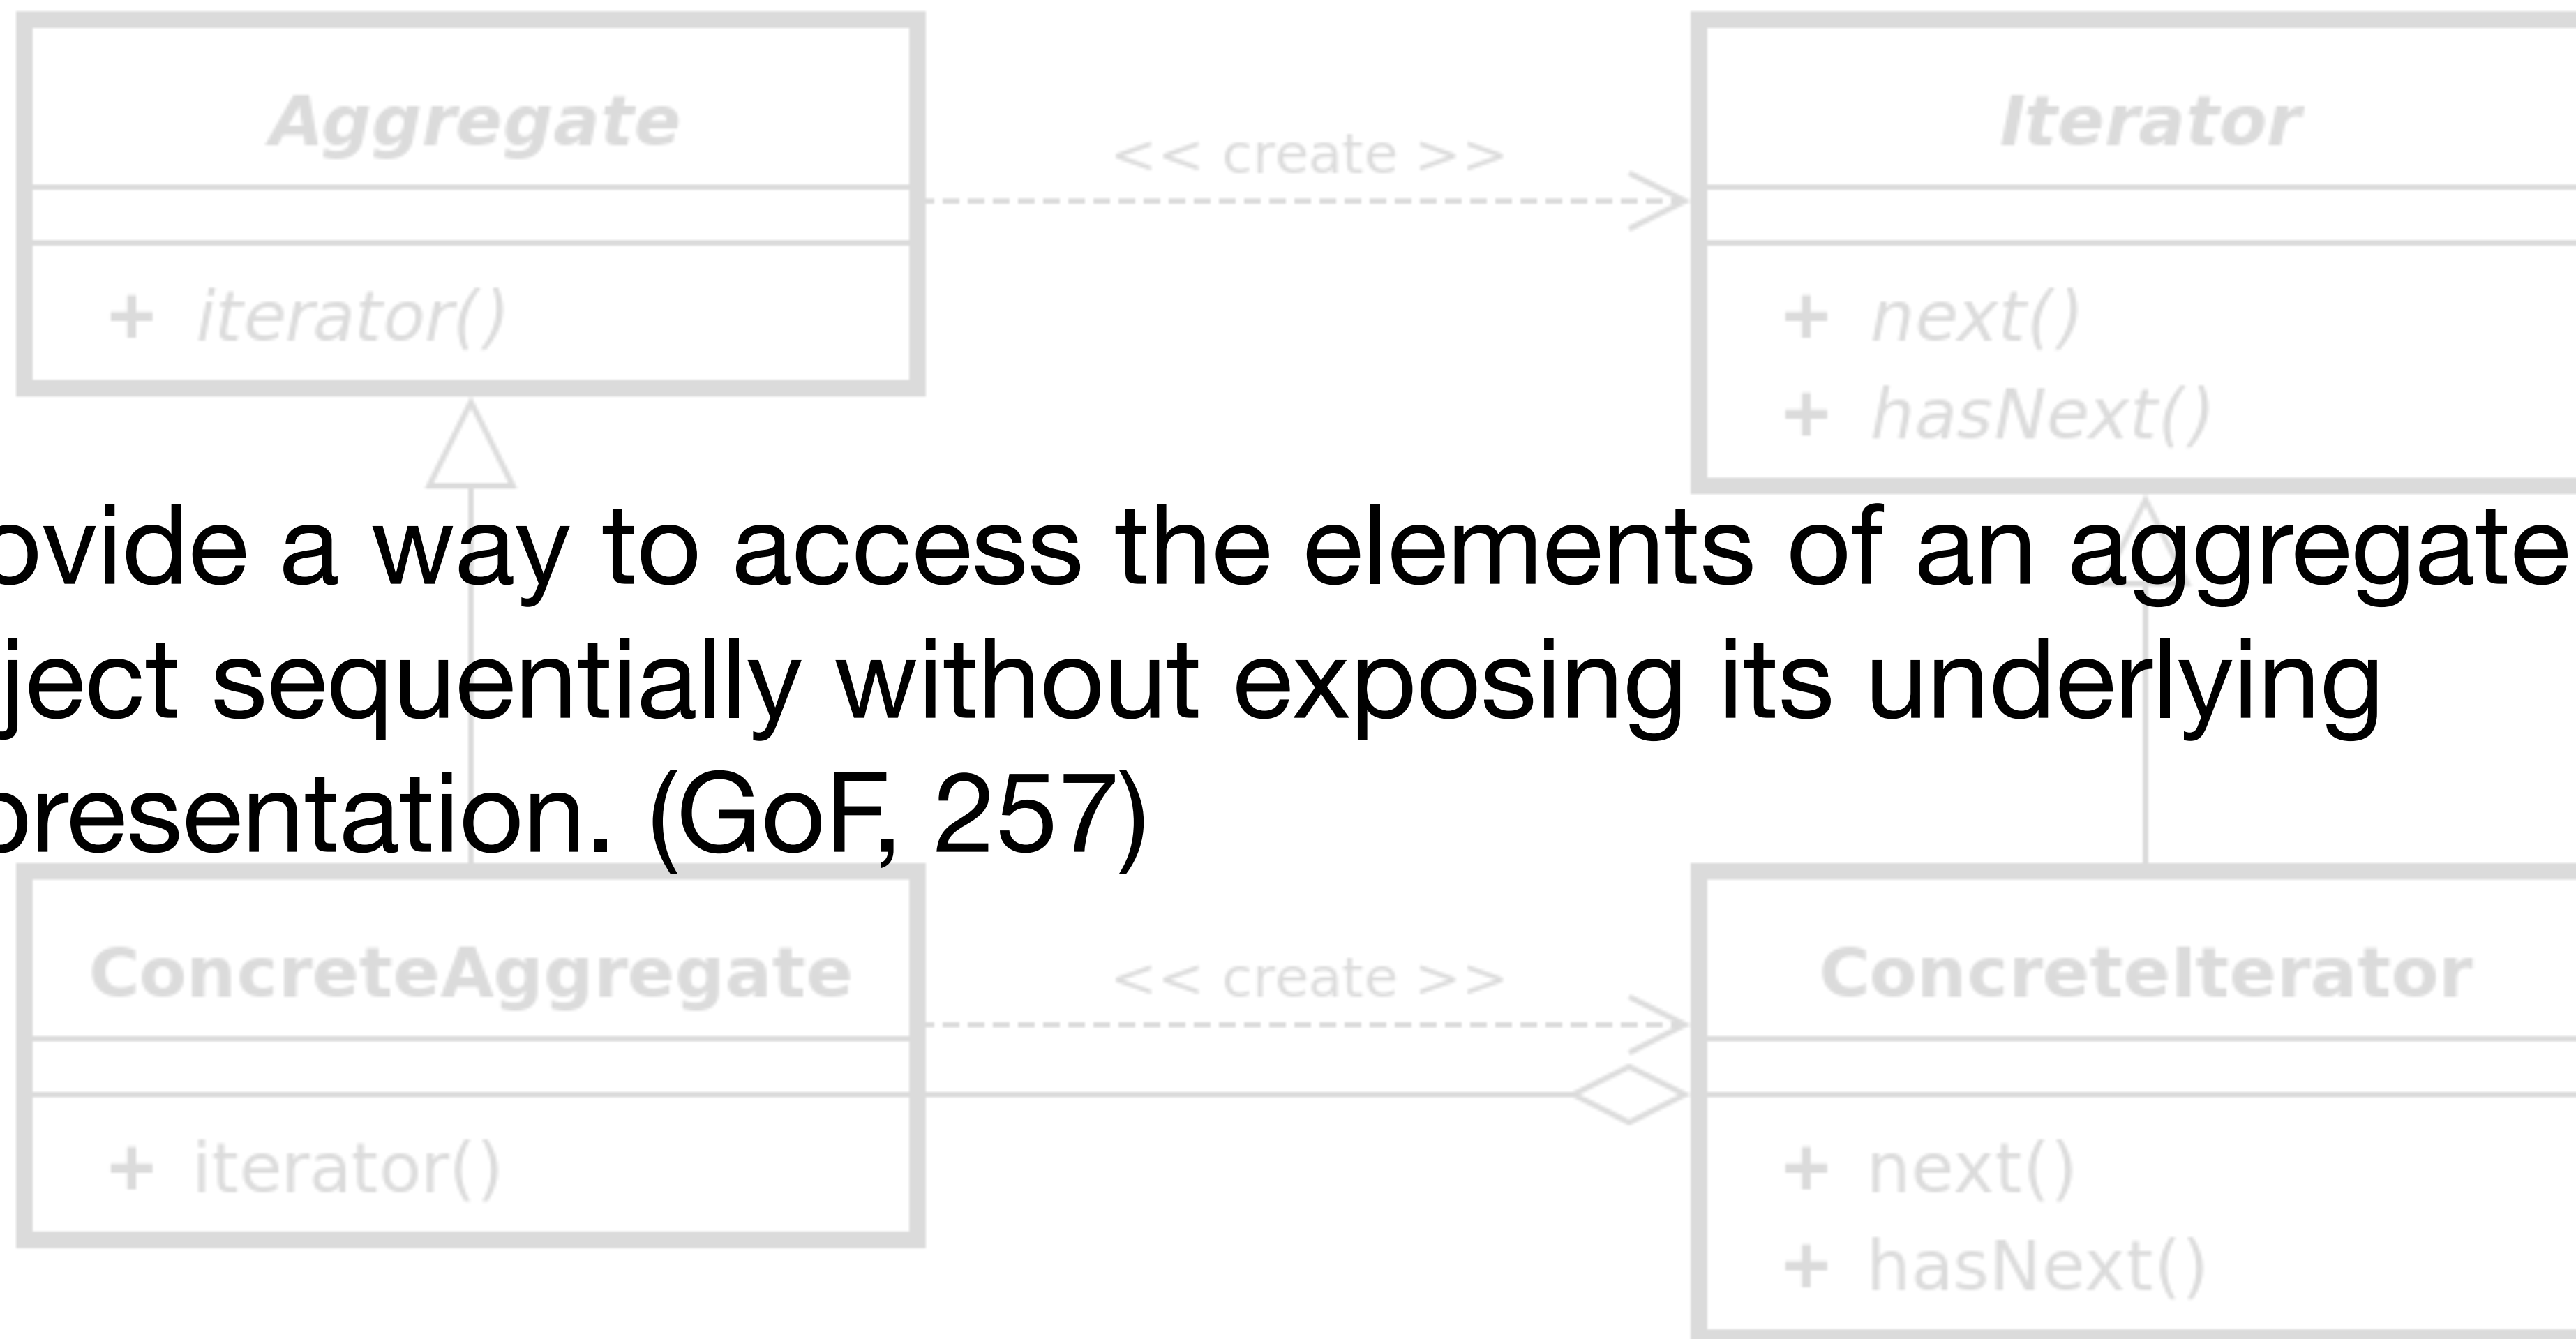 Aggregate
<< create >>
Iterator
+ iterator()
+ next()
+ hasNext()
ovide a way to access the elements of an aggregate
ject sequentially without exposing its underlying
presentation. (GoF, 257)
ConcreteAggregate
<< create >>
ConcreteIterator
+ iterator()
+ next()
+ hasNext()